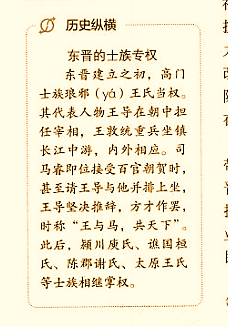 历史纵横
东晋的士族专权
东晋建立之初，高门
士族琅邪（yá）王氏当权。
其代表人物王导在朝中担
任宰相，王敦统重兵坐镇
长江中游，内外相应。司
马睿即位接受百官朝贺时，
甚至请王导与他并排上坐，
王导坚决推辞，方才作罢，
时称“王与马，共天下”。
此后，颍川庾氏、谯国桓
氏、陈郡谢氏、太原王氏
等士族相继掌权。